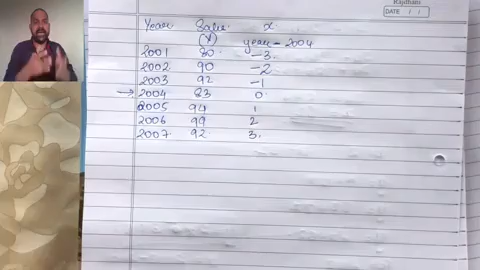 Rajdhani
DATE / /
Year Sales x
(Y) year - 2004
2001 80 -3
2002 90 -2
2003 92 -1
→ 2004 83 0
2005 94 1
2006 99 2
2007 92 3